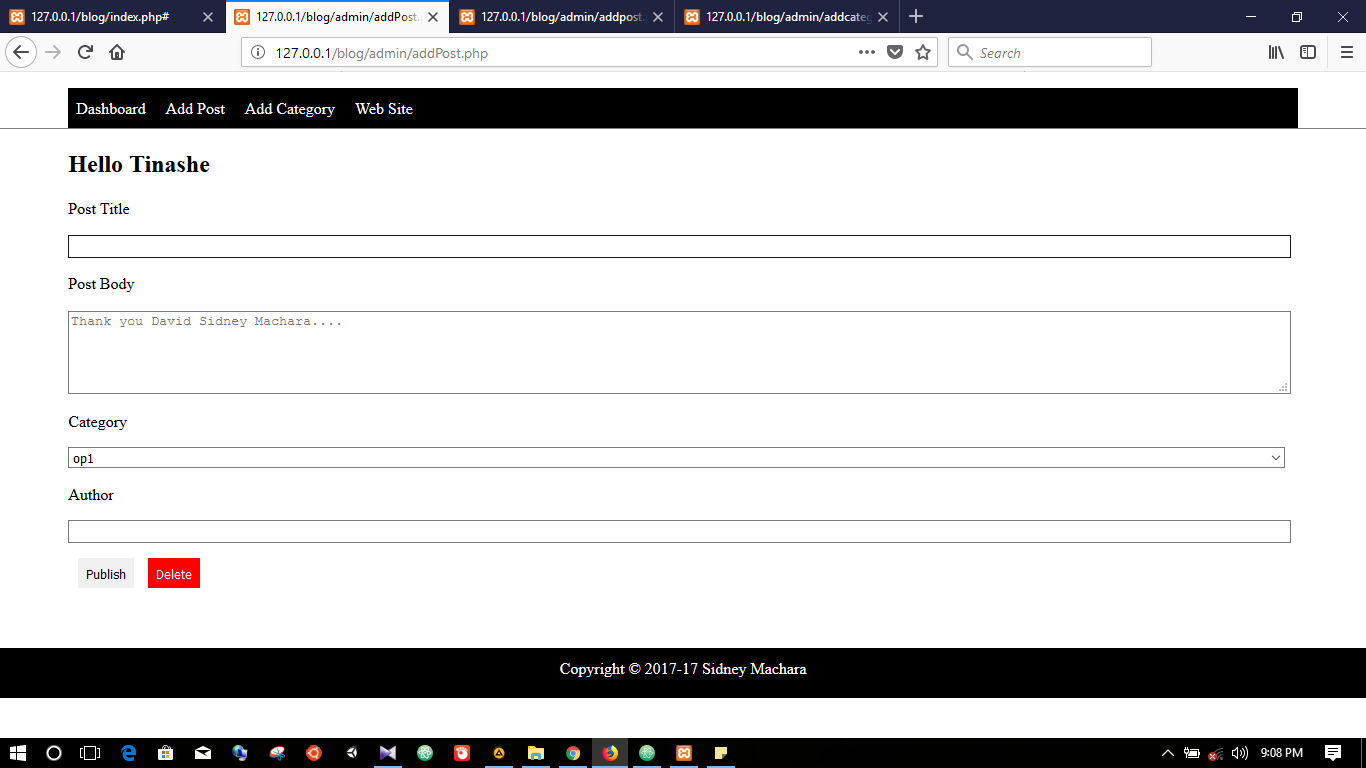 127.0.0.1/blog/index.php#
127.0.0.1/blog/admin/addPost.
127.0.0.1/blog/admin/addpost.
127.0.0.1/blog/admin/addcateg
127.0.0.1/blog/admin/addPost.php
Search
Dashboard Add Post Add Category Web Site
Hello Tinashe
Post Title
Post Body
Thank you David Sidney Machara....
Category
op1
Author
Publish Delete
Copyright © 2017-17 Sidney Machara
9:08 PM